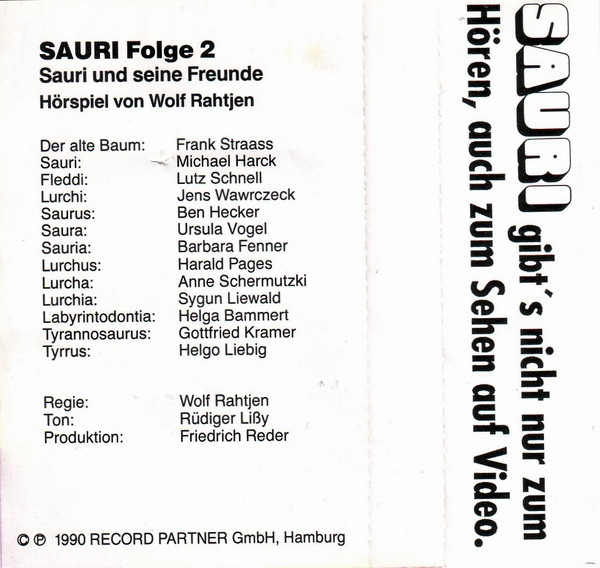 SAURI Folge 2
Sauri und seine Freunde
Hörspiel von Wolf Rahtjen
Der alte Baum: Frank Straass
Sauri: Michael Harck
Fleddi: Lutz Schnell
Lurchi: Jens Wawrczeck
Saurus: Ben Hecker
Saura: Ursula Vogel
Sauria: Barbara Fenner
Lurchus: Harald Pages
Lurcha: Anne Schermutzki
Lurchia: Sygun Liewald
Labyrintodontia: Helga Bammert
Tyrannosaurus: Gottfried Kramer
Tyrrus: Helgo Liebig
Regie: Wolf Rahtjen
Ton: Rüdiger Lißy
Produktion: Friedrich Reder
© ℗ 1990 RECORD PARTNER GmbH, Hamburg
SAURI gibt´s nicht nur zum
Hören, auch zum Sehen auf Video.